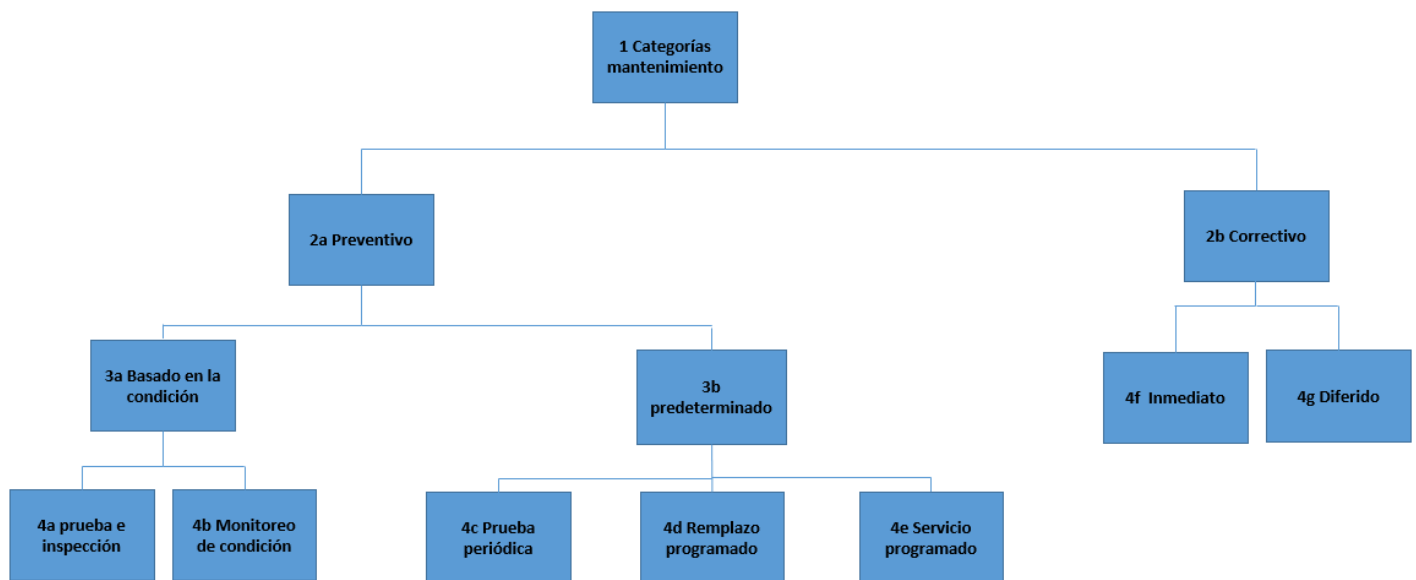 1 Categorías
mantenimiento
2a Preventivo
2b Correctivo
3a Basado en la
condición
3b
predeterminado
4f Inmediato
4g Diferido
4a prueba e
inspección
4b Monitoreo
de condición
4c Prueba
periódica
4d Remplazo
programado
4e Servicio
programado